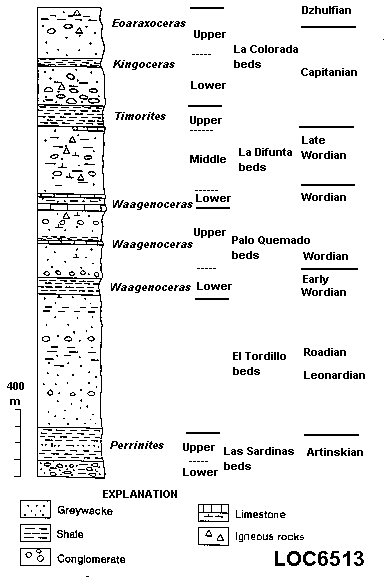 Dzhulfian
Eoaraxoceras
Upper
La Colorada
beds
Kingoceras
Capitanian
Lower
Timorites
Upper
Late
Wordian
Middle
La Difunta
beds
Lower
Wordian
Waagenoceras
Upper
Palo Quemado
beds
Waagenoceras
Wordian
Early
Wordian
Waagenoceras
Lower
El Tordillo
beds
Roadian
Leonardian
400
m
Perrinites
Upper
Las Sardinas
beds
Artinskian
Lower
EXPLANATION
Greywacke
Limestone
Shale
Igneous rocks
Conglomerate
LOC6513